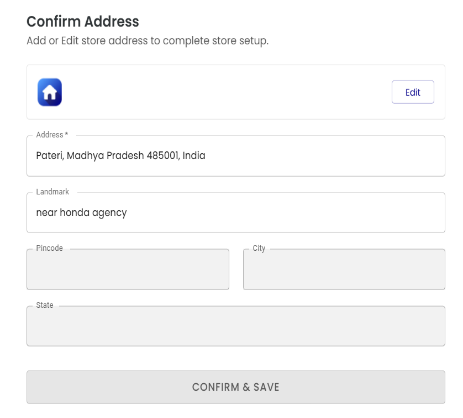 Confirm Address
Add or Edit store address to complete store setup.
Edit
Address *
Pateri, Madhya Pradesh 485001, India
Landmark
near honda agency
Pincode
City
State
CONFIRM & SAVE